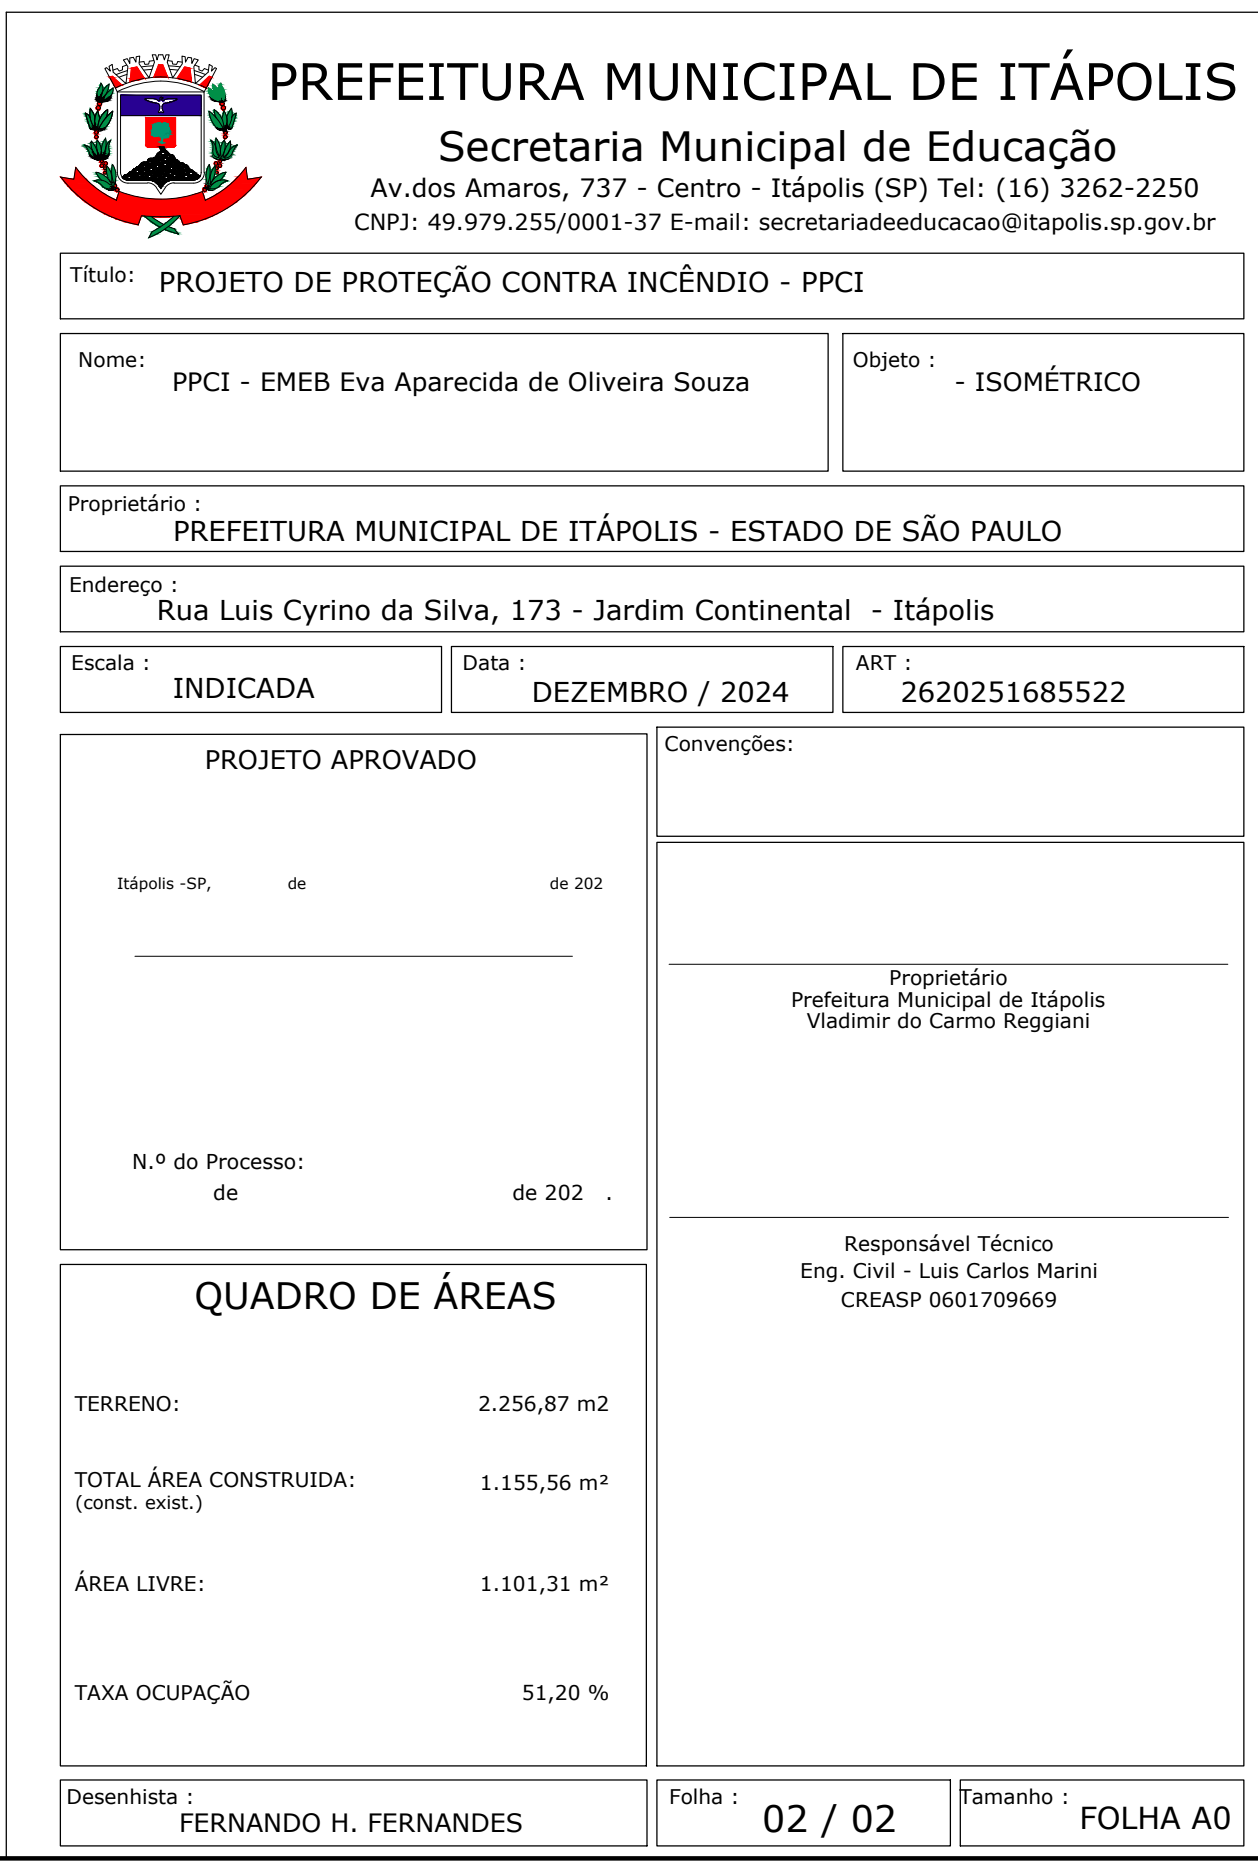 PREFEITURA MUNICIPAL DE ITÁPOLIS
Secretaria Municipal de Educação
Av.dos Amaros, 737 - Centro - Itápolis (SP) Tel: (16) 3262-2250
CNPJ: 49.979.255/0001-37 E-mail: secretariadeeducacao@itapolis.sp.gov.br
Título: PROJETO DE PROTEÇÃO CONTRA INCÊNDIO - PPCI
Nome:
PPCI - EMEB Eva Aparecida de Oliveira Souza
Objeto :
- ISOMÉTRICO
Proprietário :
PREFEITURA MUNICIPAL DE ITÁPOLIS - ESTADO DE SÃO PAULO
Endereço :
Rua Luis Cyrino da Silva, 173 - Jardim Continental - Itápolis
Escala :
INDICADA
Data :
DEZEMBRO / 2024
ART :
2620251685522
PROJETO APROVADO
Itápolis -SP, de de 202
N.º do Processo:
de de 202 .
Convenções:
Proprietário
Prefeitura Municipal de Itápolis
Vladimir do Carmo Reggiani
Responsável Técnico
Eng. Civil - Luis Carlos Marini
CREASP 0601709669
QUADRO DE ÁREAS
TERRENO: 2.256,87 m2
TOTAL ÁREA CONSTRUIDA: 1.155,56 m²
(const. exist.)
ÁREA LIVRE: 1.101,31 m²
TAXA OCUPAÇÃO 51,20 %
Desenhista :
FERNANDO H. FERNANDES
Folha :
02 / 02
Tamanho :
FOLHA A0